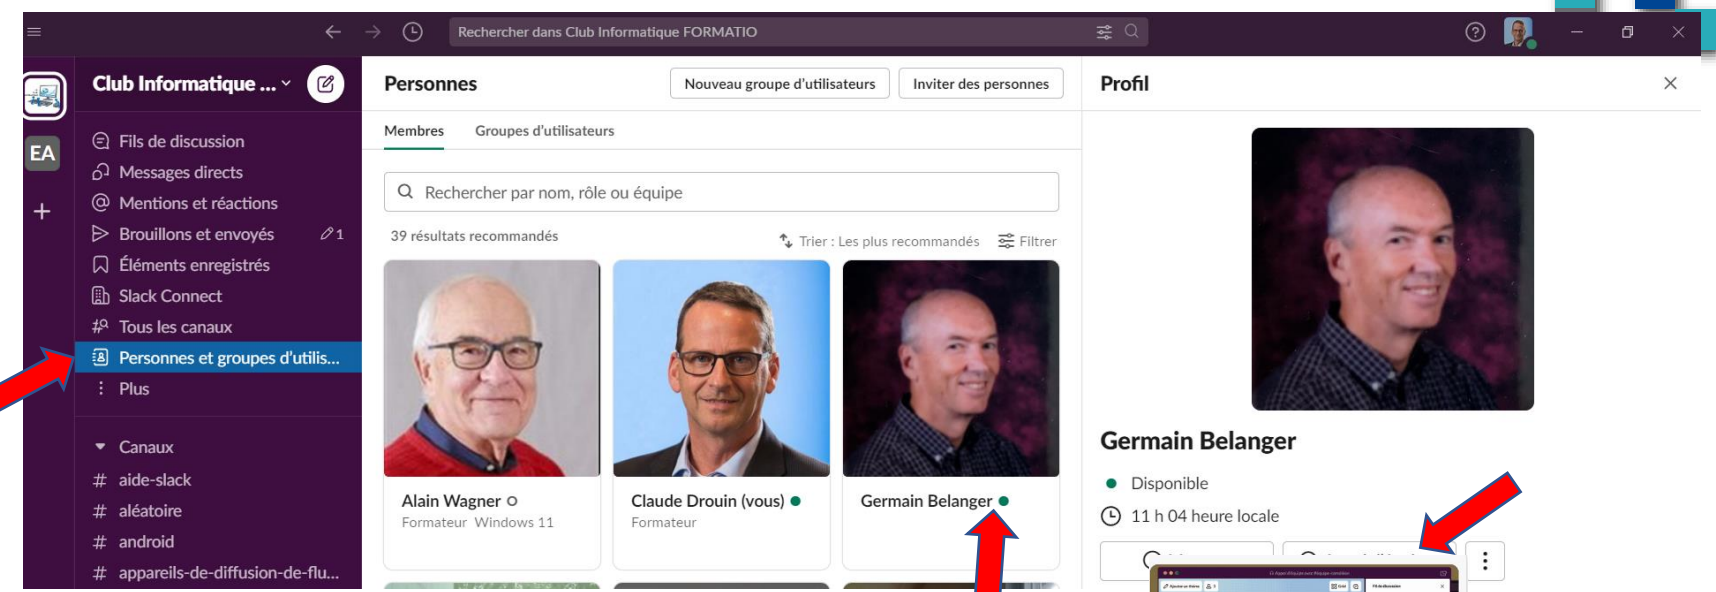 Rechercher dans Club Informatique FORMATIO
EA
Club Informatique ...
Fils de discussion
Messages directs
Mentions et réactions
Brouillons et envoyés 1
Éléments enregistrés
Slack Connect
Tous les canaux
Personnes et groupes d'utilis...
Plus
Canaux
# aide-slack
# aléatoire
# android
# appareils-de-diffusion-de-flu...
Personnes
Nouveau groupe d'utilisateurs
Inviter des personnes
Membres Groupes d'utilisateurs
Rechercher par nom, rôle ou équipe
39 résultats recommandés
Trier : Les plus recommandés
Filtrer
Alain Wagner
Formateur Windows 11
Claude Drouin (vous)
Formateur
Germain Belanger
Profil
Germain Belanger
Disponible
11 h 04 heure locale